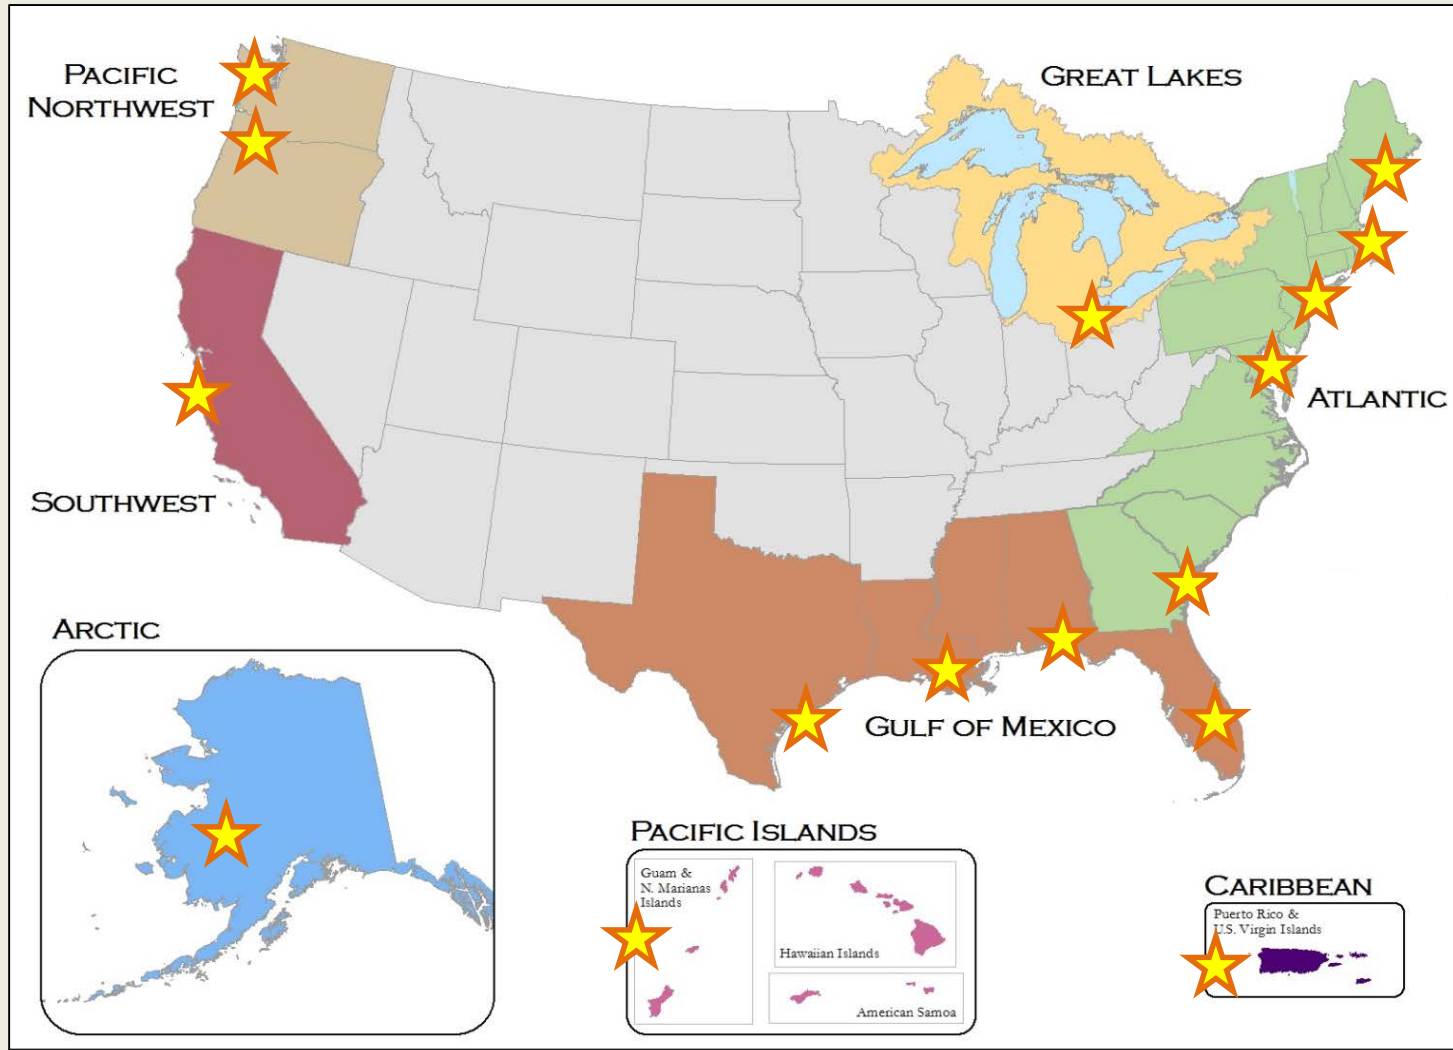 PACIFIC
NORTHWEST
GREAT LAKES
ATLANTIC
SOUTHWEST
ARCTIC
GULF OF MEXICO
PACIFIC ISLANDS
Guam &
N. Marianas
Islands
Hawaiian Islands
American Samoa
CARIBBEAN
Puerto Rico &
U.S. Virgin Islands